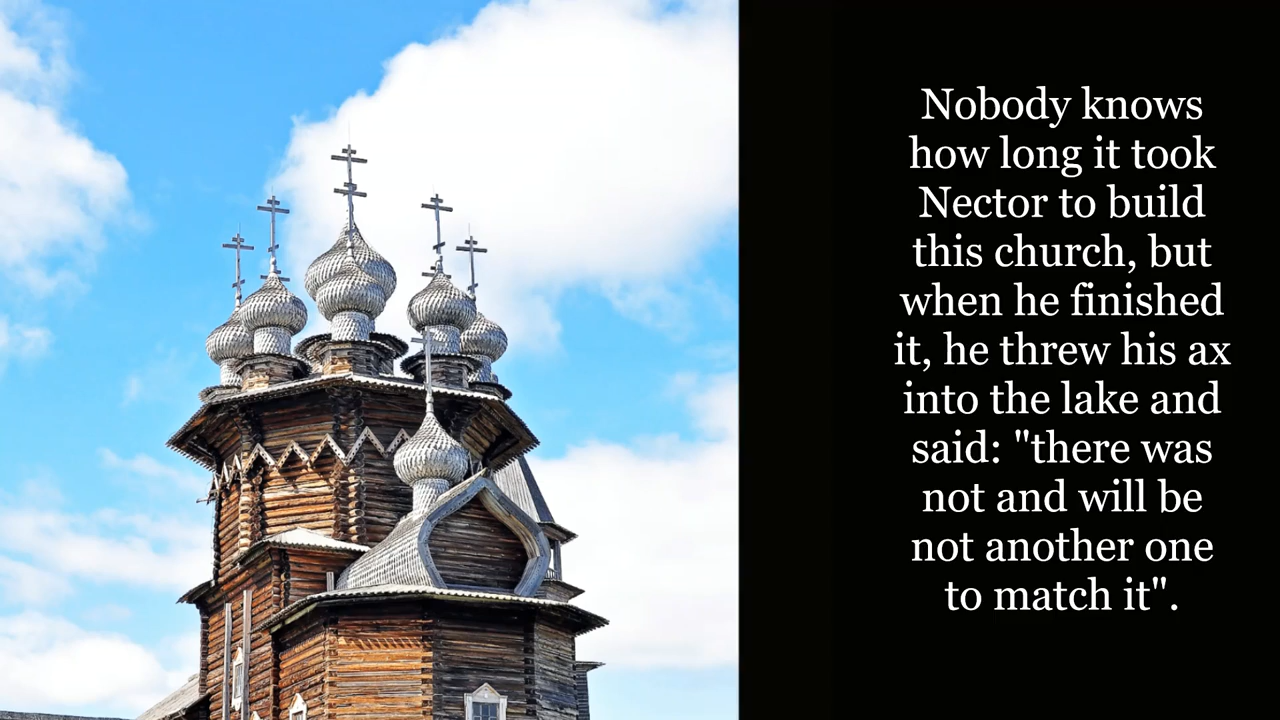 Nobody knows
how long it took
Nector to build
this church, but
when he finished
it, he threw his ax
into the lake and
said: "there was
not and will be
not another one
to match it".